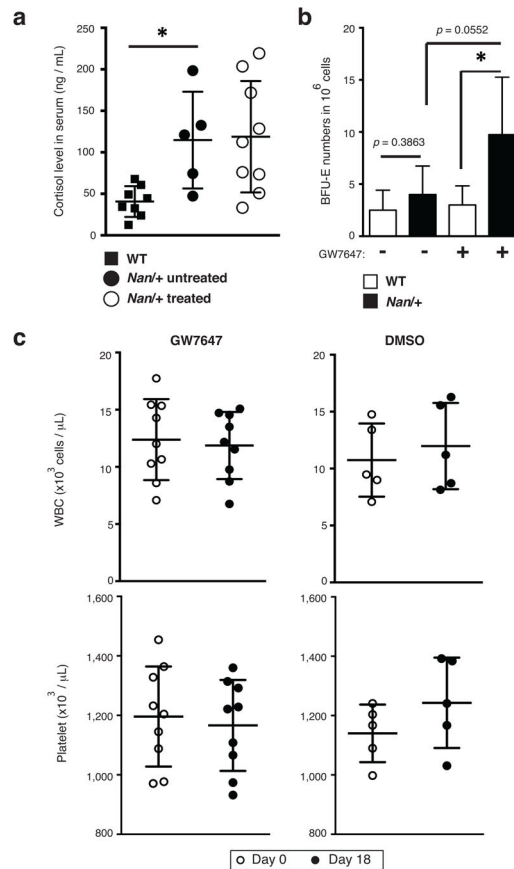 a
Cortisol level in serum (ng / mL)
250
200
150
100
50
0
*
WT
Nan/+ untreated
Nan/+ treated
b
BFU-E numbers in 10^6 cells
20
15
10
5
0
p = 0.0552
*
p = 0.3863
GW7647: - - + +
WT
Nan/+
c
GW7647
DMSO
WBC (x10^3 cells / µL)
20
15
10
5
0
20
15
10
5
0
Platelet (x10^3 / µL)
1,600
1,400
1,200
1,000
800
1,600
1,400
1,200
1,000
800
Day 0 Day 18